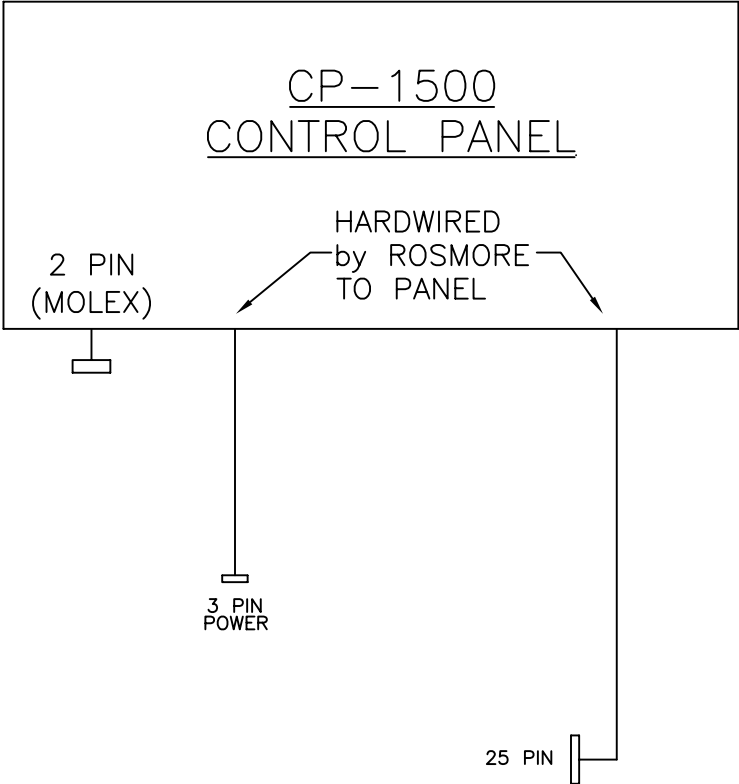 CP-1500
CONTROL PANEL
HARDWIRED
by ROSMORE
TO PANEL
2 PIN
(MOLEX)
3 PIN
POWER
25 PIN